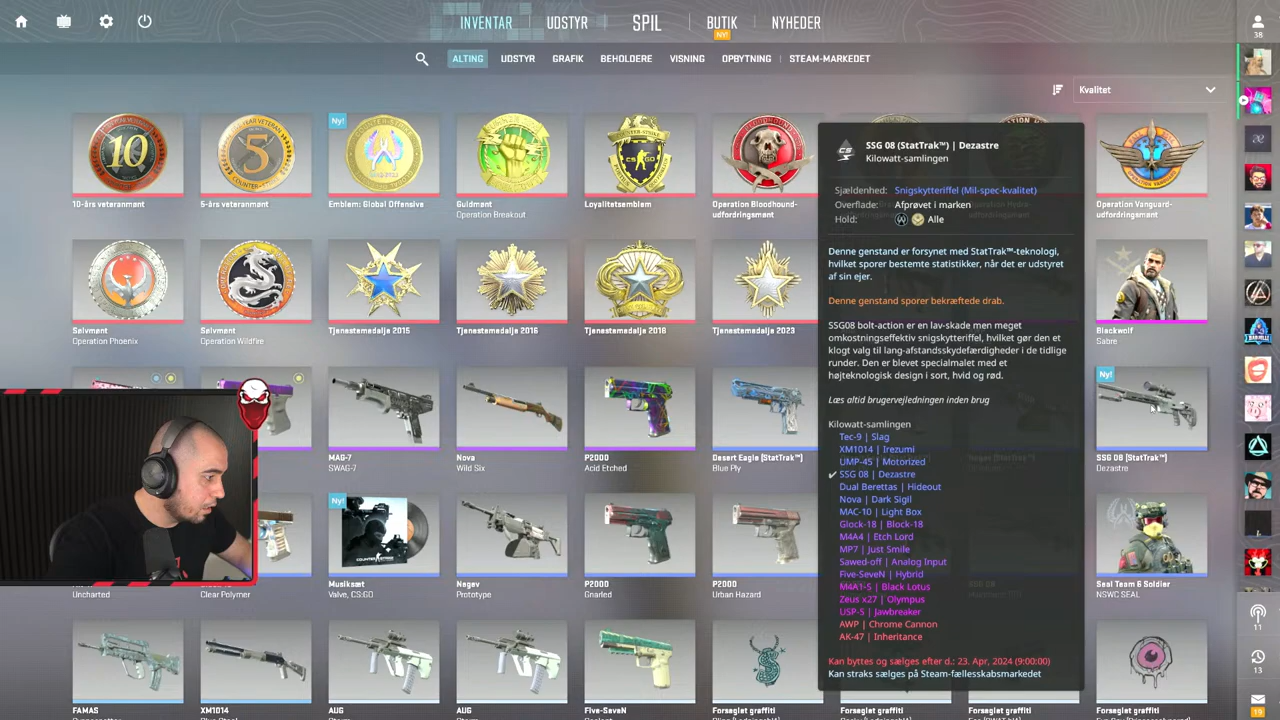 INVENTAR
UDSTYR
SPIL
BUTIK
NY!
NYHEDER
38
ALTING
UDSTYR
GRAFIK
BEHOLDERE
VISNING
OPBYTNING
STEAM-MARKEDET
Kvalitet
10-års veteranmønt
5-års veteranmønt
Ny!
Emblem: Global Offensive
Guldmønt
Operation Breakout
Loyalitetsemblem
Operation Bloodhound-
udfordringsmønt
Operation Vanguard-
udfordringsmønt
Sølvmønt
Operation Phoenix
Sølvmønt
Operation Wildfire
Tjenestemedalje 2015
Tjenestemedalje 2016
Tjenestemedalje 2018
Tjenestemedalje 2023
Blackwolf
Sabre
MAG-7
SWAG-7
Nova
Wild Six
P2000
Acid Etched
Desert Eagle (StatTrak™)
Blue Ply
Ny!
SSG 08 (StatTrak™)
Dezastre
Uncharted
Clear Polymer
Ny!
Musiksæt
Valve, CS:GO
Negev
Prototype
P2000
Gnarled
P2000
Urban Hazard
Seal Team 6 Soldier
NSWC SEAL
FAMAS
XM1014
AUG
AUG
Five-SeveN
Forseglet graffiti
Forseglet graffiti
Forseglet graffiti
Forseglet graffiti
SSG 08 (StatTrak™) | Dezastre
Kilowatt-samlingen
Sjældenhed: Snigskytteriffel (Mil-spec-kvalitet)
Overflade: Afprøvet i marken
Hold: Alle
Denne genstand er forsynet med StatTrak™-teknologi,
hvilket sporer bestemte statistikker, når det er udstyret
af sin ejer.
Denne genstand sporer bekræftede drab.
SSG08 bolt-action er en lav-skade men meget
omkostningseffektiv snigskytteriffel, hvilket gør den et
klogt valg til lang-afstandsskydefærdigheder i de tidlige
runder. Den er blevet specialmalet med et
højteknologisk design i sort, hvid og rød.
Læs altid brugervejledningen inden brug
Kilowatt-samlingen
Tec-9 | Slag
XM1014 | Irezumi
UMP-45 | Motorized
✔ SSG 08 | Dezastre
Dual Berettas | Hideout
Nova | Dark Sigil
MAC-10 | Light Box
Glock-18 | Block-18
M4A4 | Etch Lord
MP7 | Just Smile
Sawed-off | Analog Input
Five-SeveN | Hybrid
M4A1-S | Black Lotus
Zeus x27 | Olympus
USP-S | Jawbreaker
AWP | Chrome Cannon
AK-47 | Inheritance
Kan byttes og sælges efter d.: 23. Apr, 2024 (9:00:00)
Kan straks sælges på Steam-fællesskabsmarkedet
11
13
19